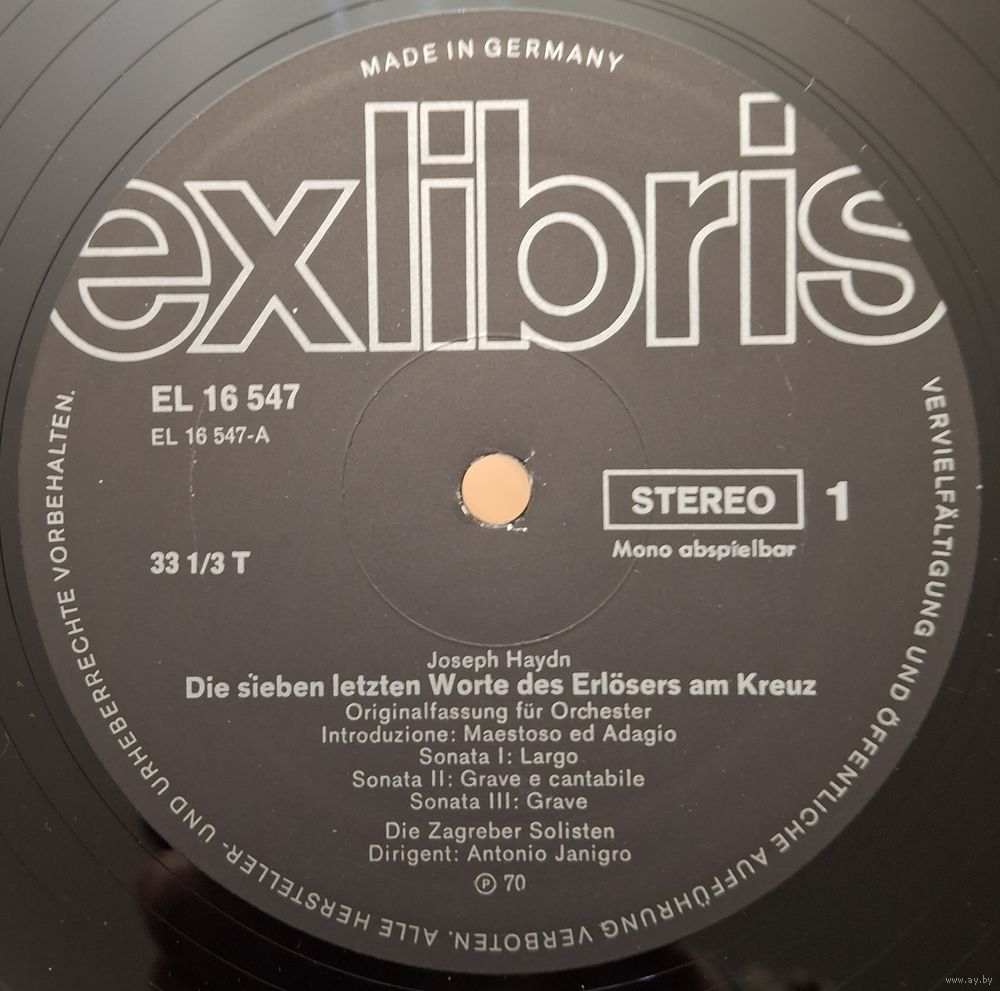 MADE IN GERMANY
exlibris
EL 16 547
EL 16 547-A
STEREO 1
Mono abspielbar
33 1/3 T
Joseph Haydn
Die sieben letzten Worte des Erlösers am Kreuz
Originalfassung für Orchester
Introduzione: Maestoso ed Adagio
Sonata I: Largo
Sonata II: Grave e cantabile
Sonata III: Grave
Die Zagreber Solisten
Dirigent: Antonio Janigro
Ⓟ 70
VERVIELFÄLTIGUNG UND ÖFFENTLICHE AUFFÜHRUNG VERBOTEN. ALLE HERSTELLER- UND URHEBERRECHTE VORBEHALTEN.
www.ay.by